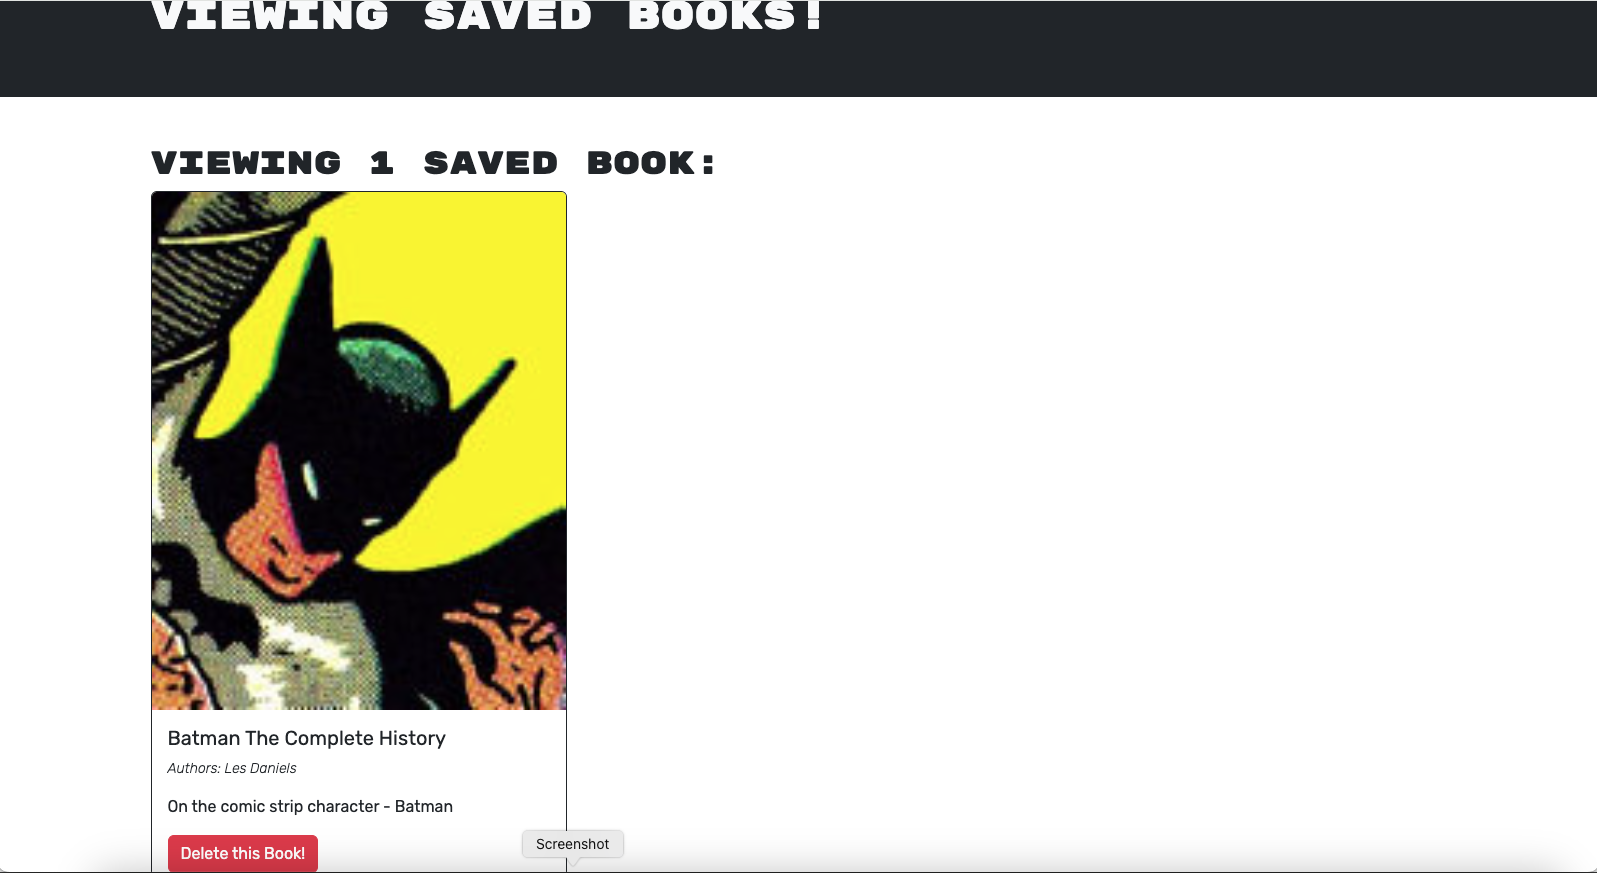 VIEWING SAVED BOOKS!
VIEWING 1 SAVED BOOK:
Batman The Complete History
Authors: Les Daniels
On the comic strip character - Batman
Delete this Book!
Screenshot